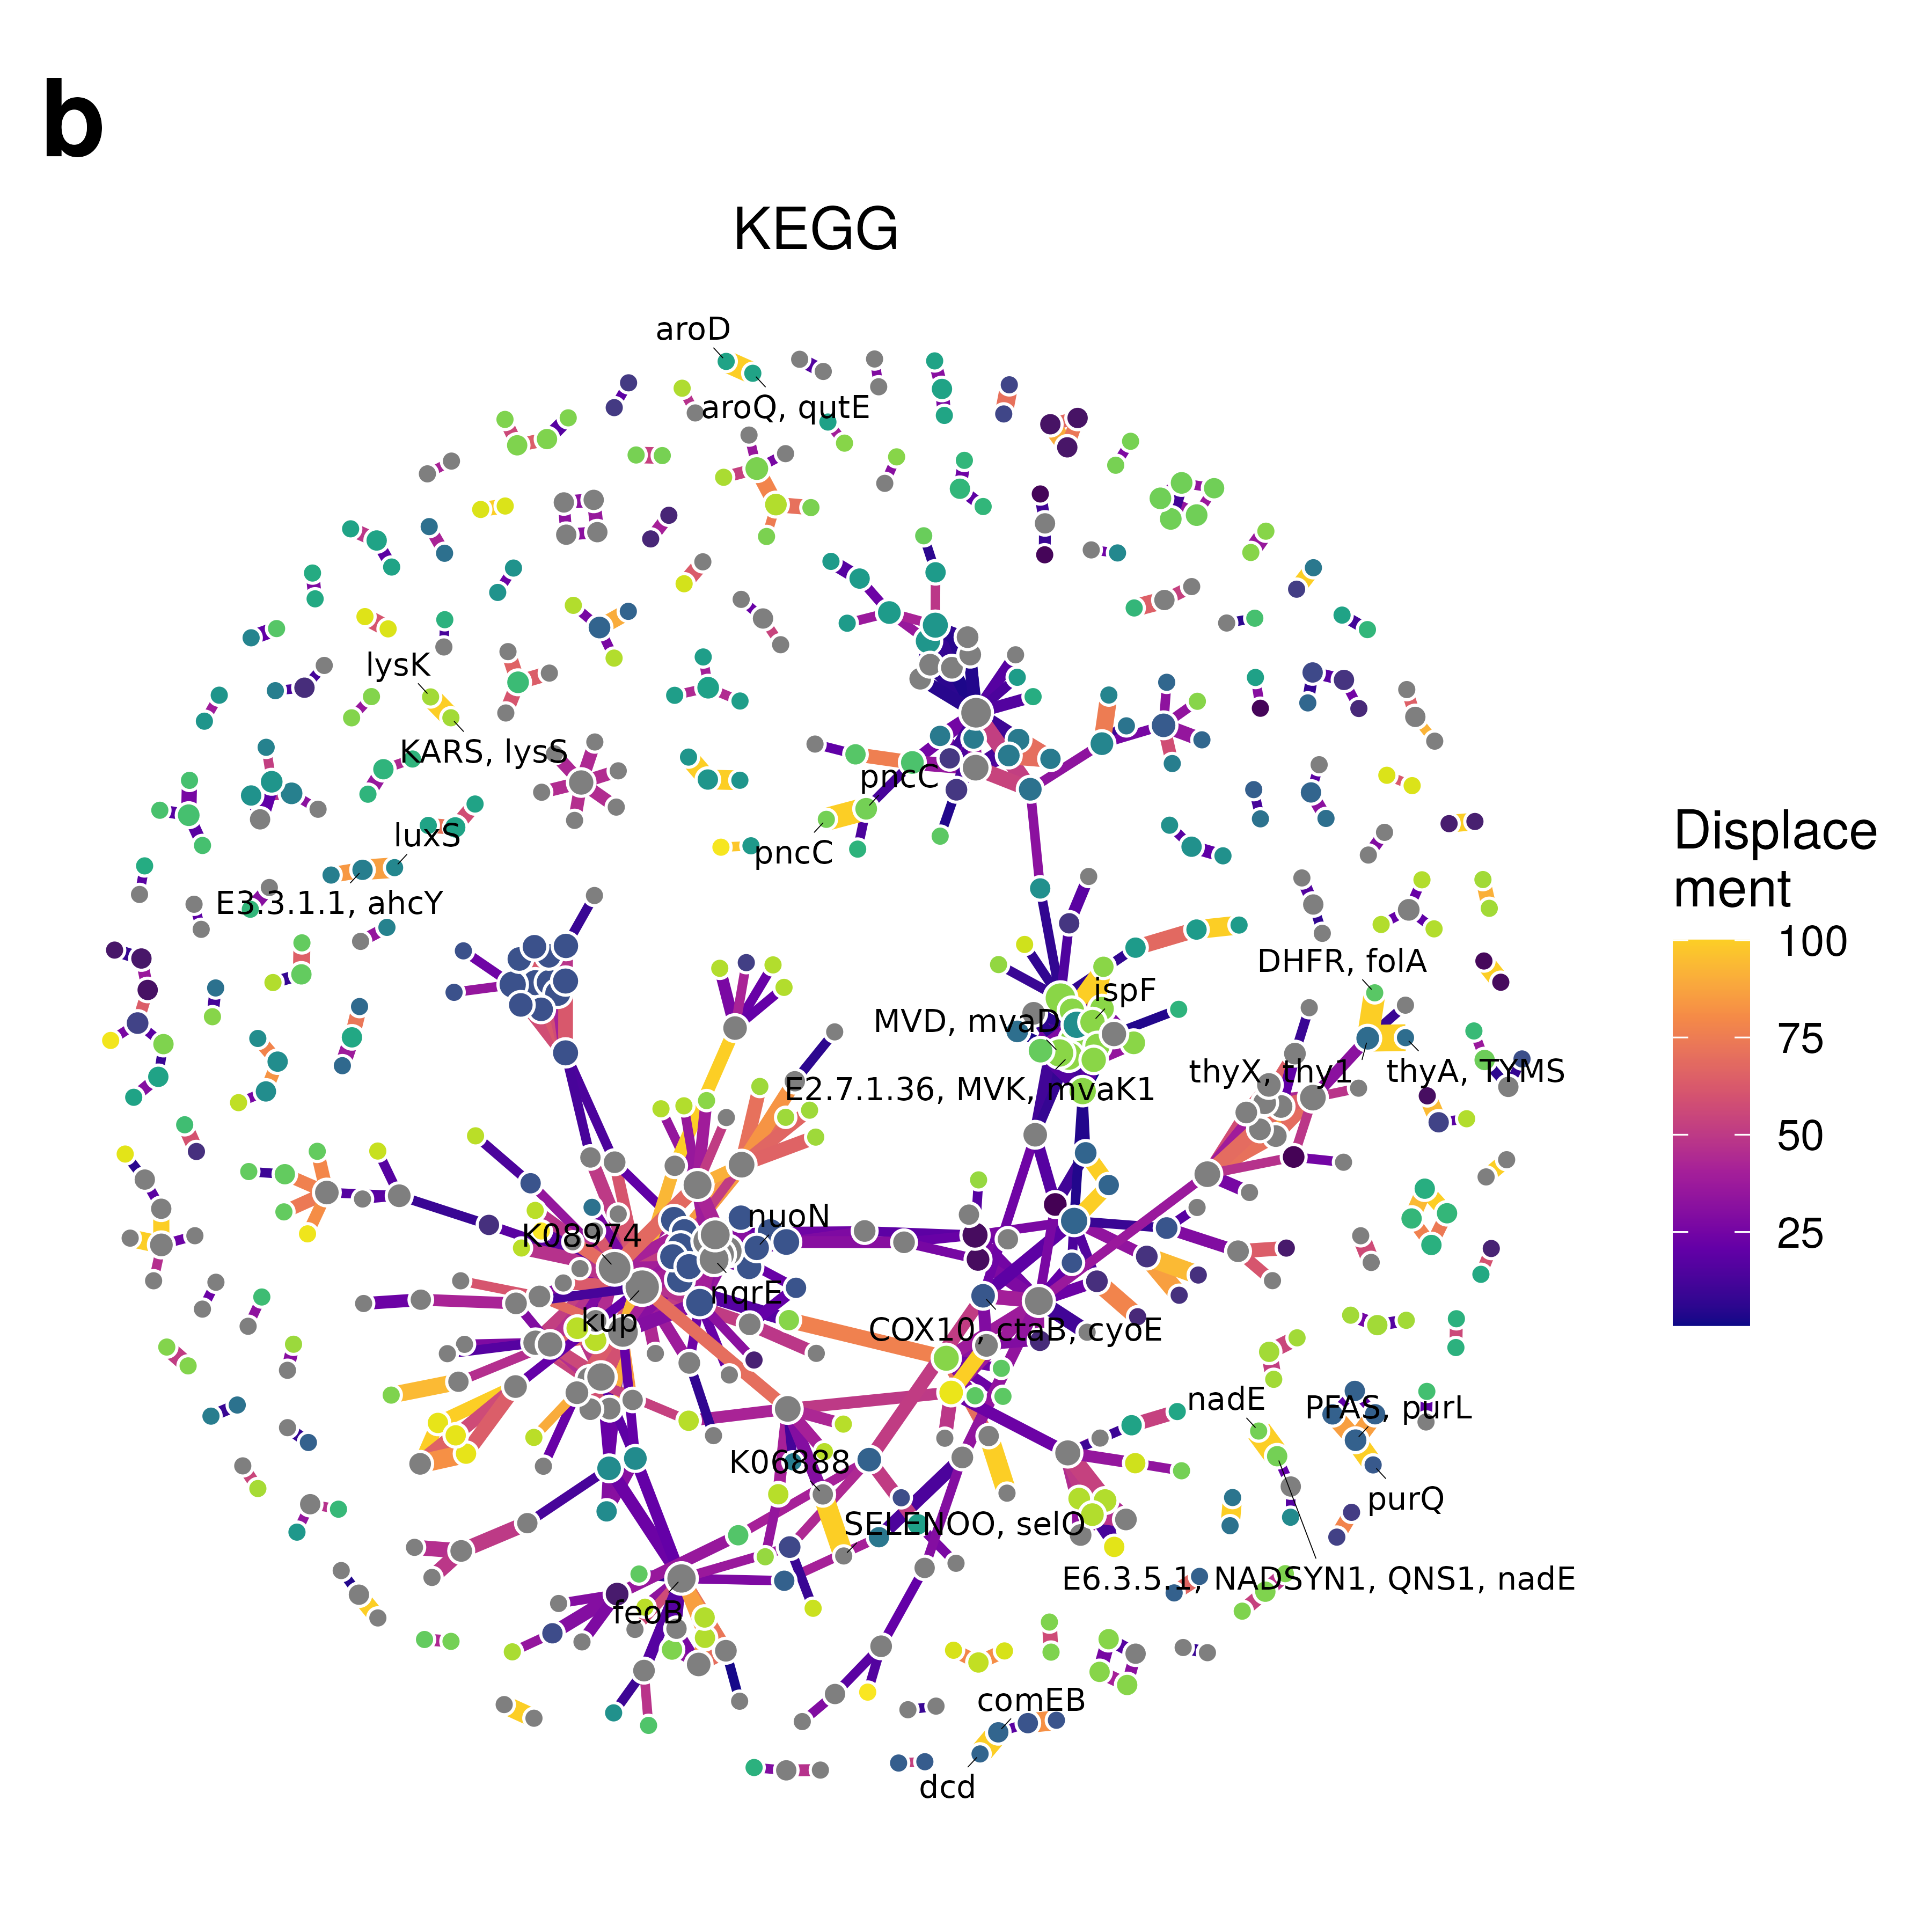 b
KEGG
aroD
aroQ, qutE
lysK
KARS, lysS
pncC
luxS
pncC
Displace
ment
E3.3.1.1, ahcY
100
DHFR, folA
ispF
MVD, mvaD
75
thyX, thy1
thyA, TYMS
E2.7.1.36, MVK, mvaK1
50
nuoN
K08974
25
nqrE
kup
COX10, ctaB, cyoE
nadE
PFAS, purL
K06888
purQ
SELENOO, selO
E6.3.5.1, NADSYN1, QNS1, nadE
feoB
comEB
dcd